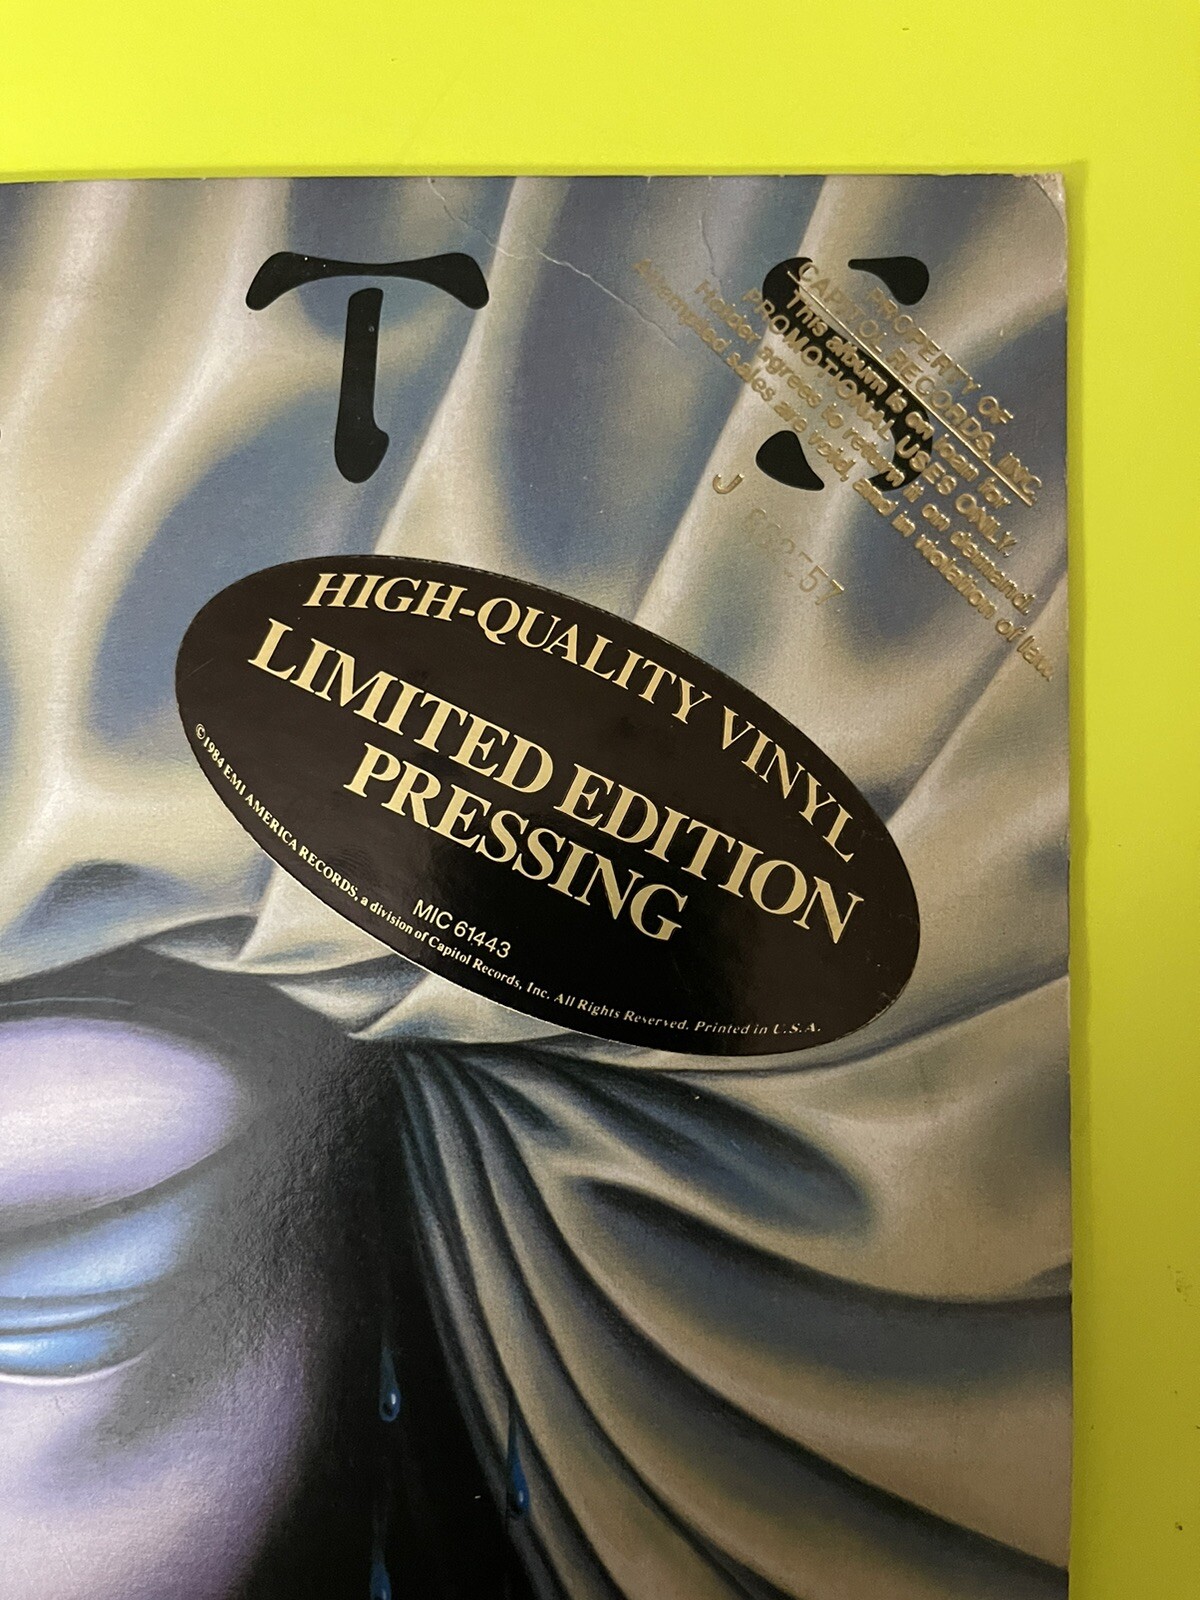 T S
PROPERTY OF
CAPITOL RECORDS, INC.
This album is on loan for
PROMOTIONAL USES ONLY.
Holder agrees to return it on demand.
Attempted sales are void, and in violation of law.
J
HIGH-QUALITY VINYL
LIMITED EDITION
PRESSING
MIC 61443
©1984 EMI AMERICA RECORDS, a division of Capitol Records, Inc. All Rights Reserved. Printed in U.S.A.